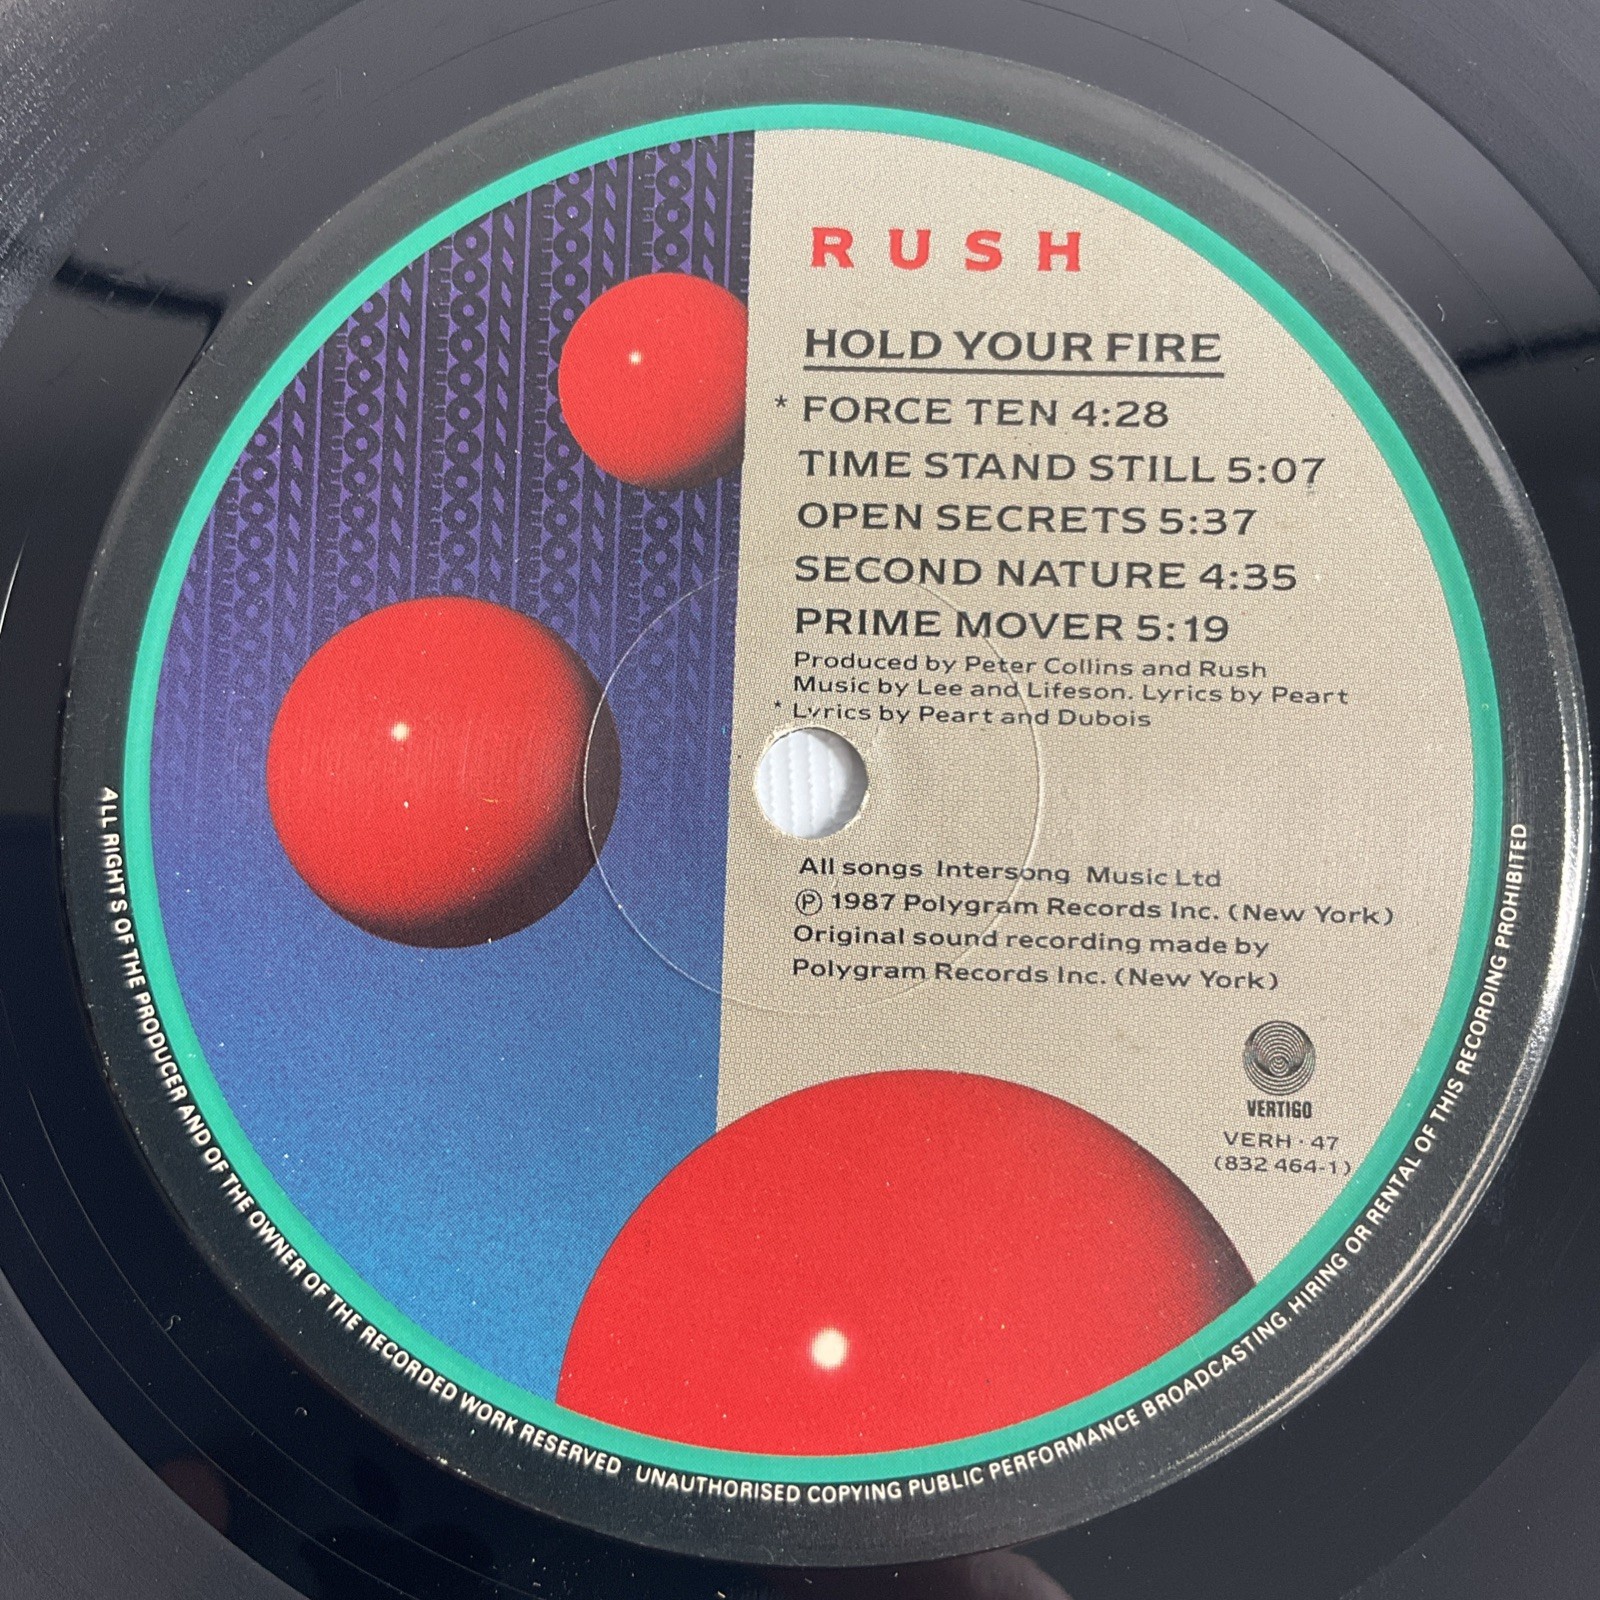 RUSH
HOLD YOUR FIRE
* FORCE TEN 4:28
TIME STAND STILL 5:07
OPEN SECRETS 5:37
SECOND NATURE 4:35
PRIME MOVER 5:19
Produced by Peter Collins and Rush
Music by Lee and Lifeson. Lyrics by Peart
* Lyrics by Peart and Dubois
All songs Intersong Music Ltd
Ⓟ 1987 Polygram Records Inc. (New York)
Original sound recording made by
Polygram Records Inc. (New York)
VERTIGO
VERH · 47
(832 464-1)
ALL RIGHTS OF THE PRODUCER AND OF THE OWNER OF THE RECORDED WORK RESERVED · UNAUTHORISED COPYING PUBLIC PERFORMANCE BROADCASTING, HIRING OR RENTAL OF THIS RECORDING PROHIBITED